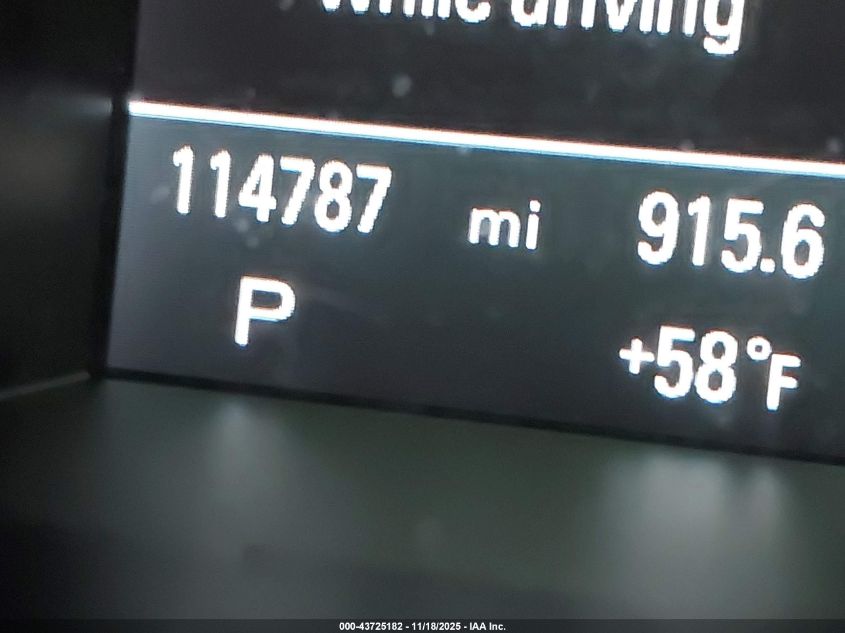 while driving
114787 mi 915.6
P +58°F
000-43725182 - 11/18/2025 - IAA Inc.